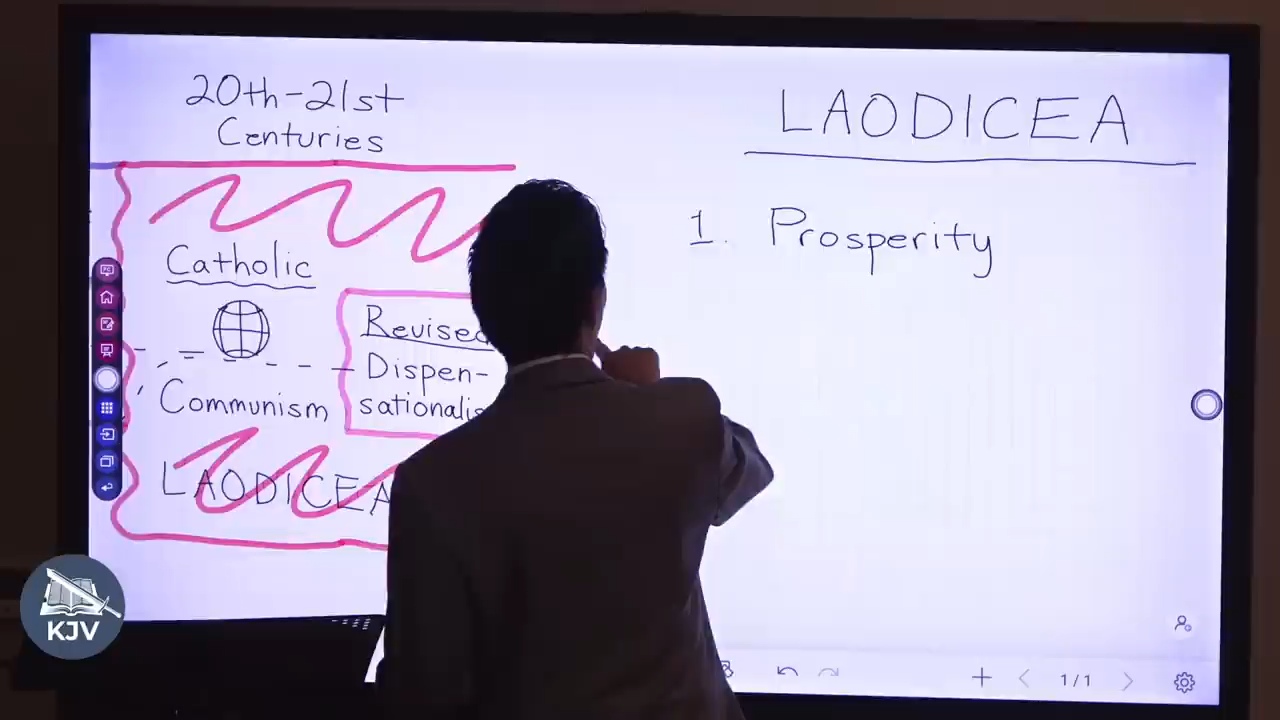 20th-21st
Centuries
Catholic
Communism
Revised
Dispen-
LAODICEA
LAODICEA
1. Prosperity
1/1
KJV